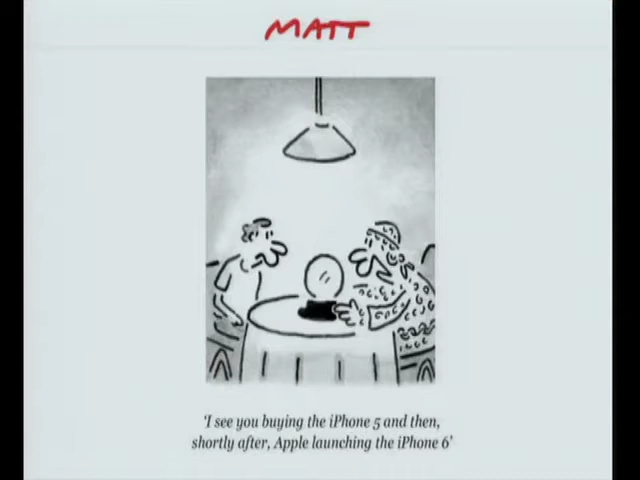 MATT
'I see you buying the iPhone 5 and then,
shortly after, Apple launching the iPhone 6'